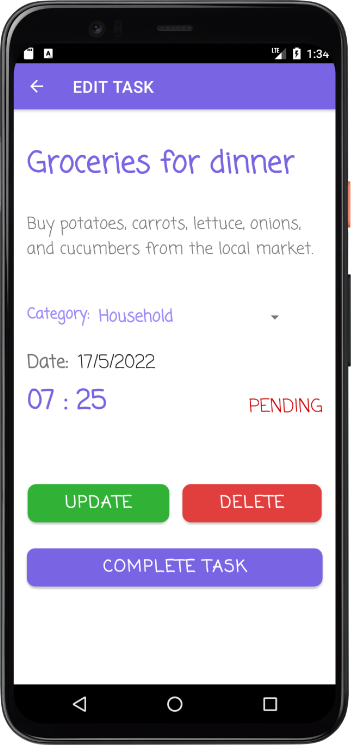 LTE 1:34
EDIT TASK
Groceries for dinner
Buy potatoes, carrots, lettuce, onions,
and cucumbers from the local market.
Category: Household
Date: 17/5/2022
07 : 25 PENDING
UPDATE DELETE
COMPLETE TASK